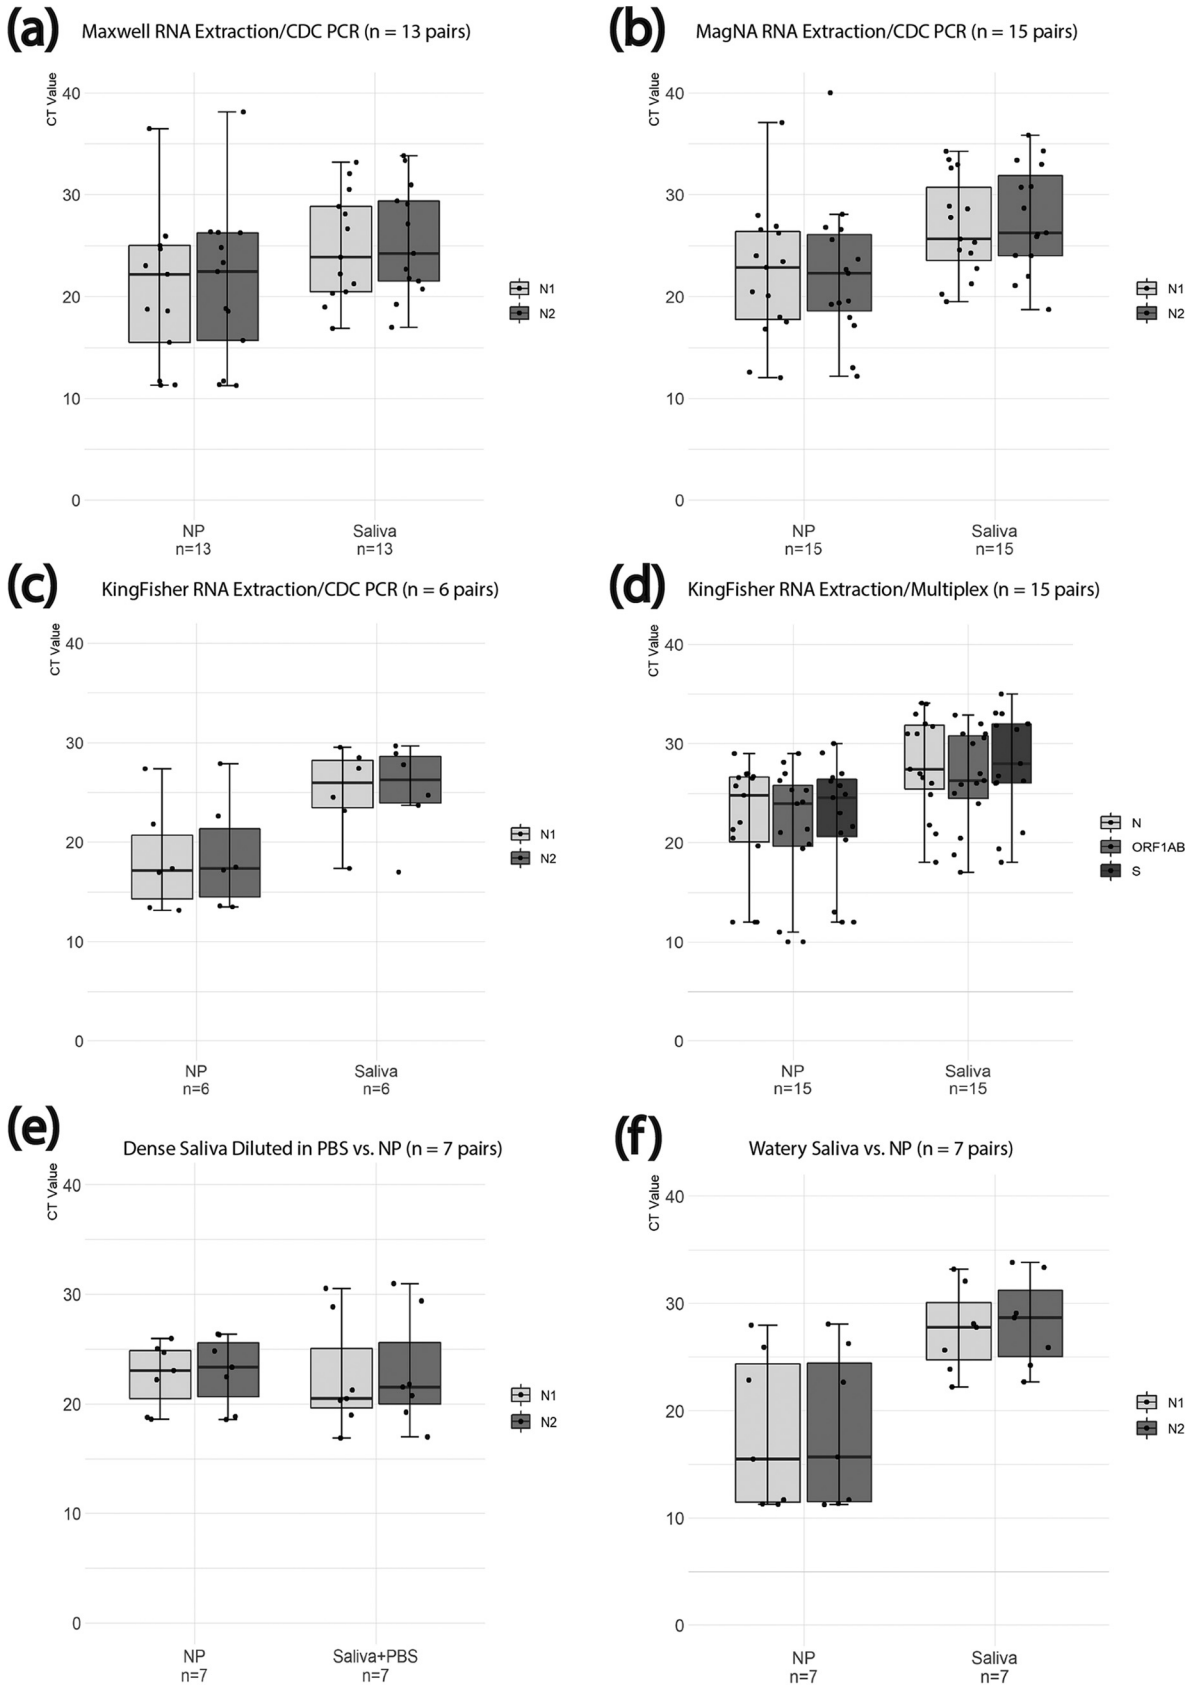 (a) Maxwell RNA Extraction/CDC PCR (n = 13 pairs)
CT Value
40
30
20
10
0
NP
n=13
Saliva
n=13
N1
N2
(b) MagNA RNA Extraction/CDC PCR (n = 15 pairs)
CT Value
40
30
20
10
0
NP
n=15
Saliva
n=15
N1
N2
(c) KingFisher RNA Extraction/CDC PCR (n = 6 pairs)
CT Value
40
30
20
10
0
NP
n=6
Saliva
n=6
N1
N2
(d) KingFisher RNA Extraction/Multiplex (n = 15 pairs)
CT Value
40
30
20
10
0
NP
n=15
Saliva
n=15
N
ORF1AB
S
(e) Dense Saliva Diluted in PBS vs. NP (n = 7 pairs)
CT Value
40
30
20
10
0
NP
n=7
Saliva+PBS
n=7
N1
N2
(f) Watery Saliva vs. NP (n = 7 pairs)
CT Value
40
30
20
10
0
NP
n=7
Saliva
n=7
N1
N2